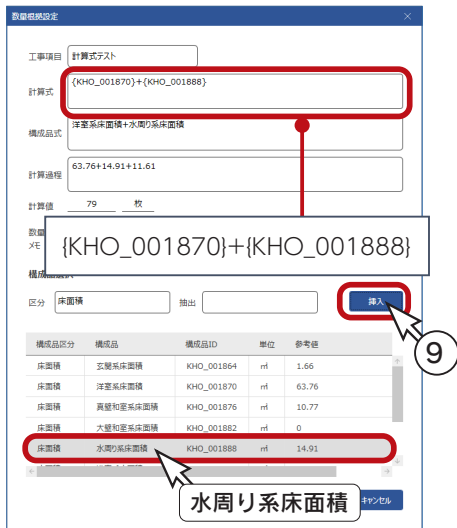 数量根拠設定
工事項目 計算式テスト
計算式 {KHO_001870}+{KHO_001888}
構成品式 洋室系床面積+水周り系床面積
計算過程 63.76+14.91+11.61
計算値 79 枚
数量
メモ
{KHO_001870}+{KHO_001888}
区分 床面積 抽出 挿入
9
構成品区分 構成品 構成品ID 単位 参考値
床面積 玄関系床面積 KHO_001864 ㎡ 1.66
床面積 洋室系床面積 KHO_001870 ㎡ 63.76
床面積 真壁和室系床面積 KHO_001876 ㎡ 10.77
床面積 大壁和室系床面積 KHO_001882 ㎡ 0
床面積 水周り系床面積 KHO_001888 ㎡ 14.91
水周り系床面積
キャンセル